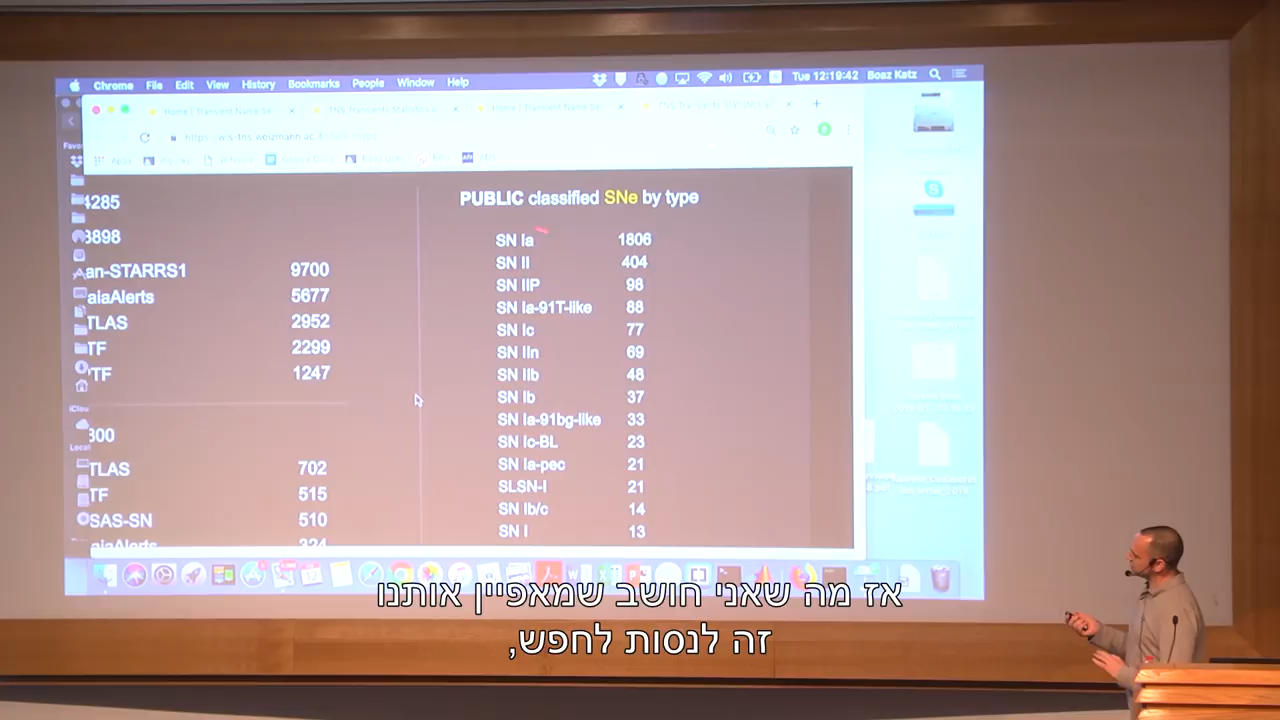 Chrome File Edit View History Bookmarks People Window Help Tue 12:19:42 Boaz Katz
4285
3898
an-STARRS1 9700
aiaAlerts 5677
TLAS 2952
TF 2299
TF 1247
300
TLAS 702
TF 515
SAS-SN 510
aiaAlerts 324
PUBLIC classified SNe by type
SN Ia 1806
SN II 404
SN IIP 98
SN Ia-91T-like 88
SN Ic 77
SN IIn 69
SN IIb 48
SN Ib 37
SN Ia-91bg-like 33
SN Ic-BL 23
SN Ia-pec 21
SLSN-I 21
SN Ib/c 14
SN I 13
אז מה שאני חושב שמאפיין אותנו
זה לנסות לחפש,